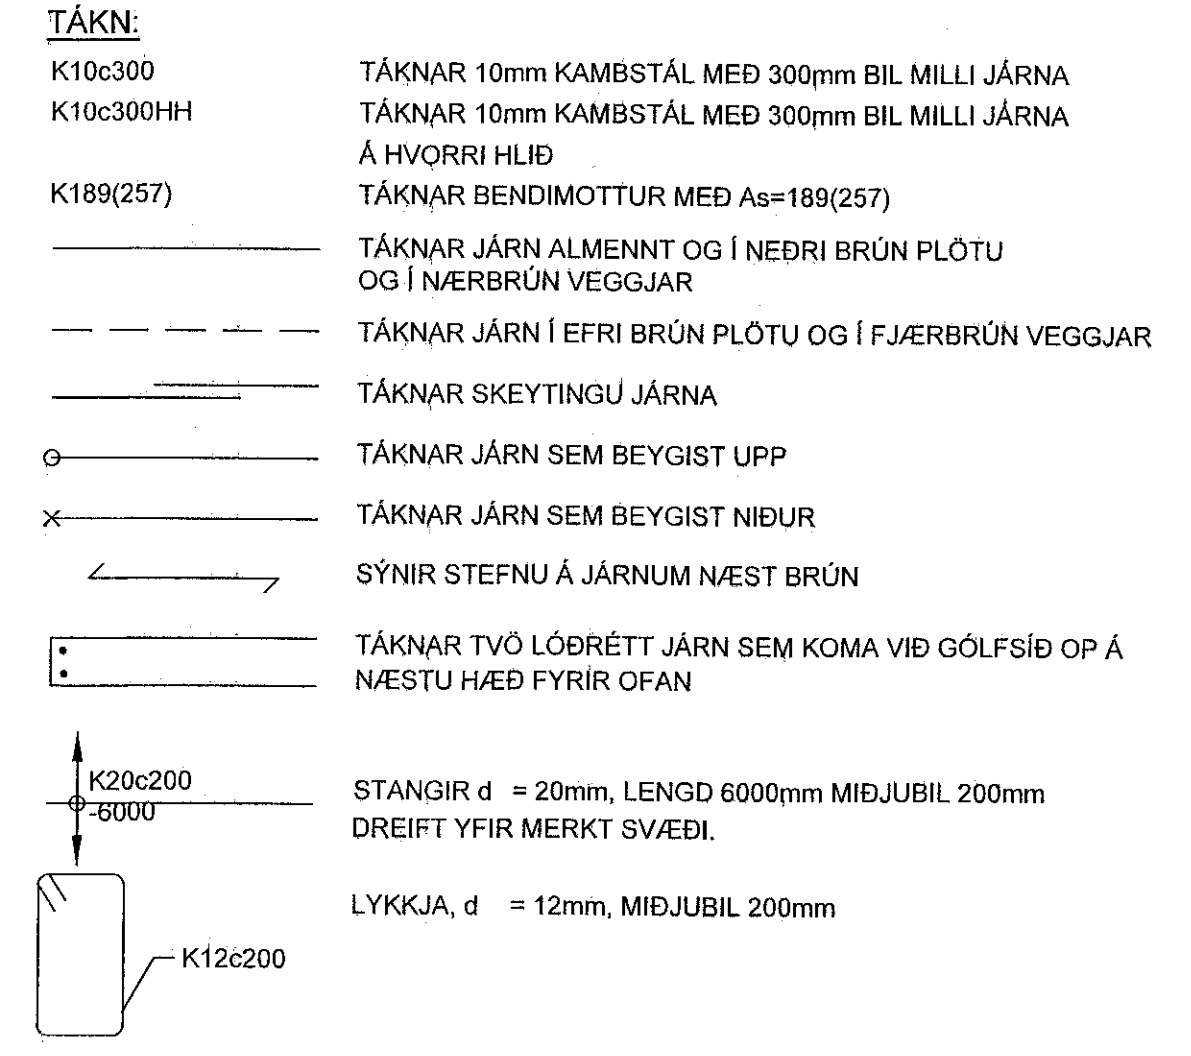 TÁKN:
K10c300 TÁKNAR 10mm KAMBSTÁL MEÐ 300mm BIL MILLI JÁRNA
K10c300HH TÁKNAR 10mm KAMBSTÁL MEÐ 300mm BIL MILLI JÁRNA
Á HVORRI HLIÐ
K189(257) TÁKNAR BENDIMOTTUR MEÐ As=189(257)
TÁKNAR JÁRN ALMENNT OG Í NEÐRI BRÚN PLÖTU
OG Í NÆRBRÚN VEGGJAR
TÁKNAR JÁRN Í EFRI BRÚN PLÖTU OG Í FJÆRBRÚN VEGGJAR
TÁKNAR SKEYTINGU JÁRNA
TÁKNAR JÁRN SEM BEYGIST UPP
TÁKNAR JÁRN SEM BEYGIST NIÐUR
SÝNIR STEFNU Á JÁRNUM NÆST BRÚN
TÁKNAR TVÖ LÓÐRÉTT JÁRN SEM KOMA VIÐ GÓLFSÍÐ OP Á
NÆSTU HÆÐ FYRIR OFAN
K20c200
-6000
STANGIR d = 20mm, LENGD 6000mm MIÐJUBIL 200mm
DREIFT YFIR MERKT SVÆÐI.
LYKKJA, d = 12mm, MIÐJUBIL 200mm
K12c200